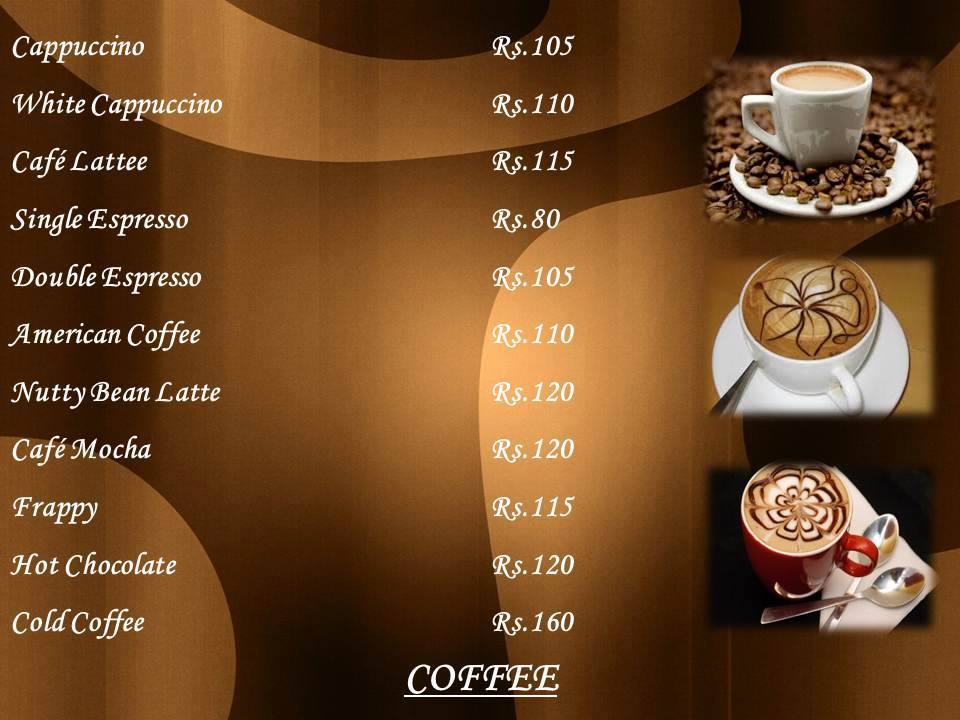 Cappuccino Rs.105
White Cappuccino Rs.110
Café Lattee Rs.115
Single Espresso Rs.80
Double Espresso Rs.105
American Coffee Rs.110
Nutty Bean Latte Rs.120
Café Mocha Rs.120
Frappy Rs.115
Hot Chocolate Rs.120
Cold Coffee Rs.160
COFFEE